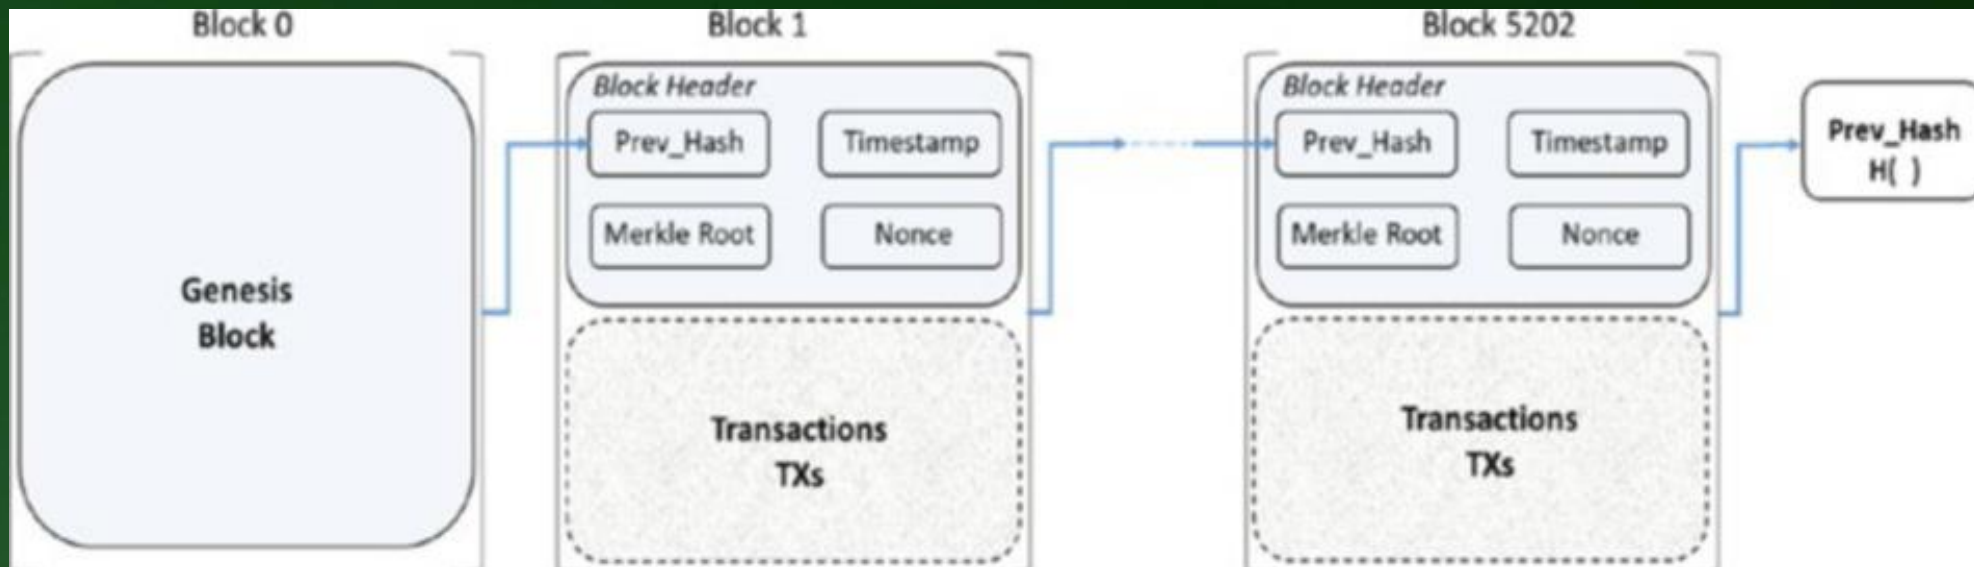 Block 0
Block 1
Block 5202
Block Header
Prev_Hash
Timestamp
Merkle Root
Nonce
Block Header
Prev_Hash
Timestamp
Merkle Root
Nonce
Prev_Hash
H( )
Genesis
Block
Transactions
TXs
Transactions
TXs